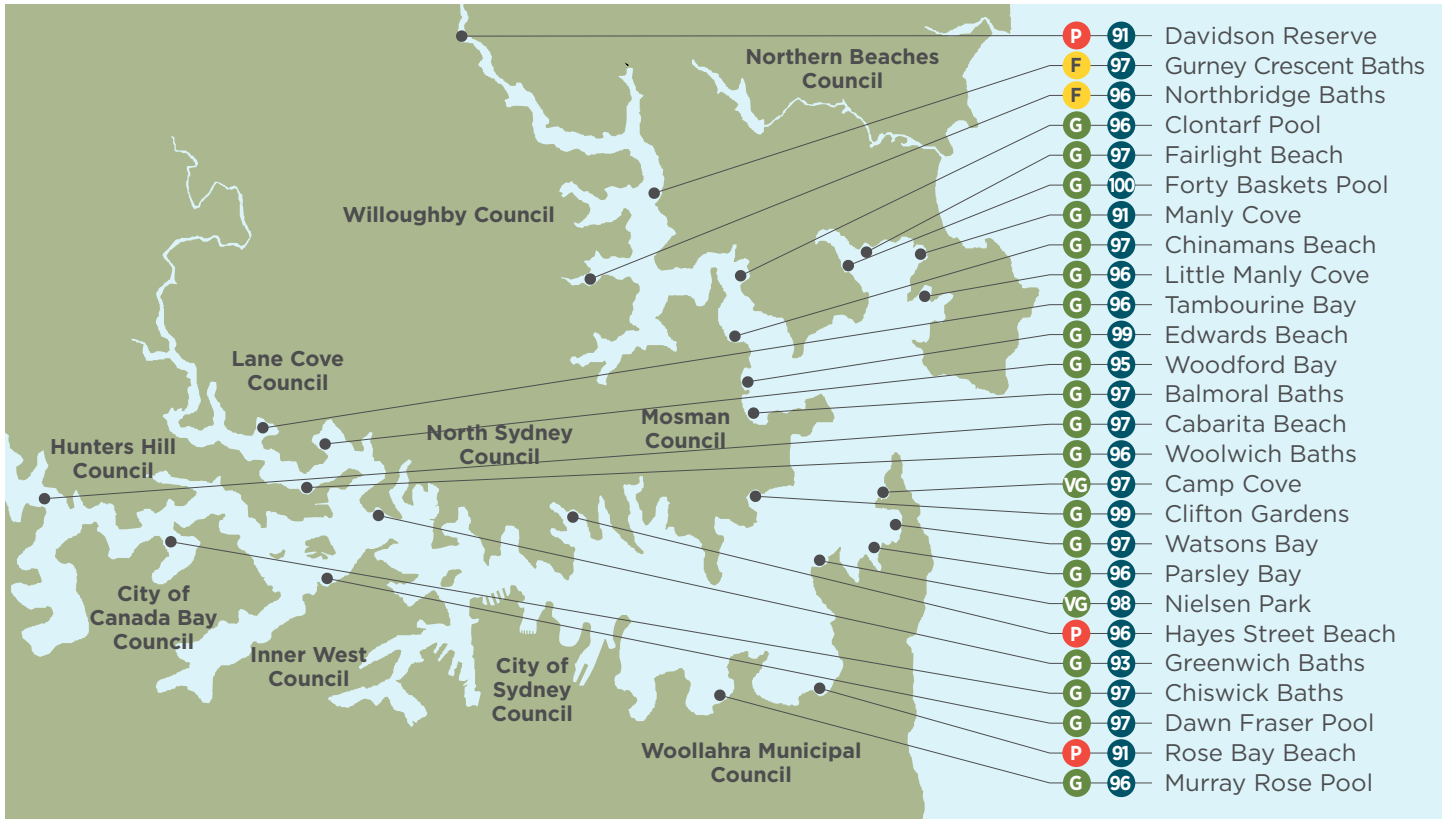 Northern Beaches
Council
Willoughby Council
Lane Cove
Council
Hunters Hill
Council
North Sydney
Council
Mosman
Council
City of
Canada Bay
Council
Inner West
Council
City of
Sydney
Council
Woollahra Municipal
Council
P 91 Davidson Reserve
F 97 Gurney Crescent Baths
F 96 Northbridge Baths
G 96 Clontarf Pool
G 97 Fairlight Beach
G 100 Forty Baskets Pool
G 91 Manly Cove
G 97 Chinamans Beach
G 96 Little Manly Cove
G 96 Tambourine Bay
G 99 Edwards Beach
G 95 Woodford Bay
G 97 Balmoral Baths
G 97 Cabarita Beach
G 96 Woolwich Baths
VG 97 Camp Cove
G 99 Clifton Gardens
G 97 Watsons Bay
G 96 Parsley Bay
VG 98 Nielsen Park
P 96 Hayes Street Beach
G 93 Greenwich Baths
G 97 Chiswick Baths
G 97 Dawn Fraser Pool
P 91 Rose Bay Beach
G 96 Murray Rose Pool